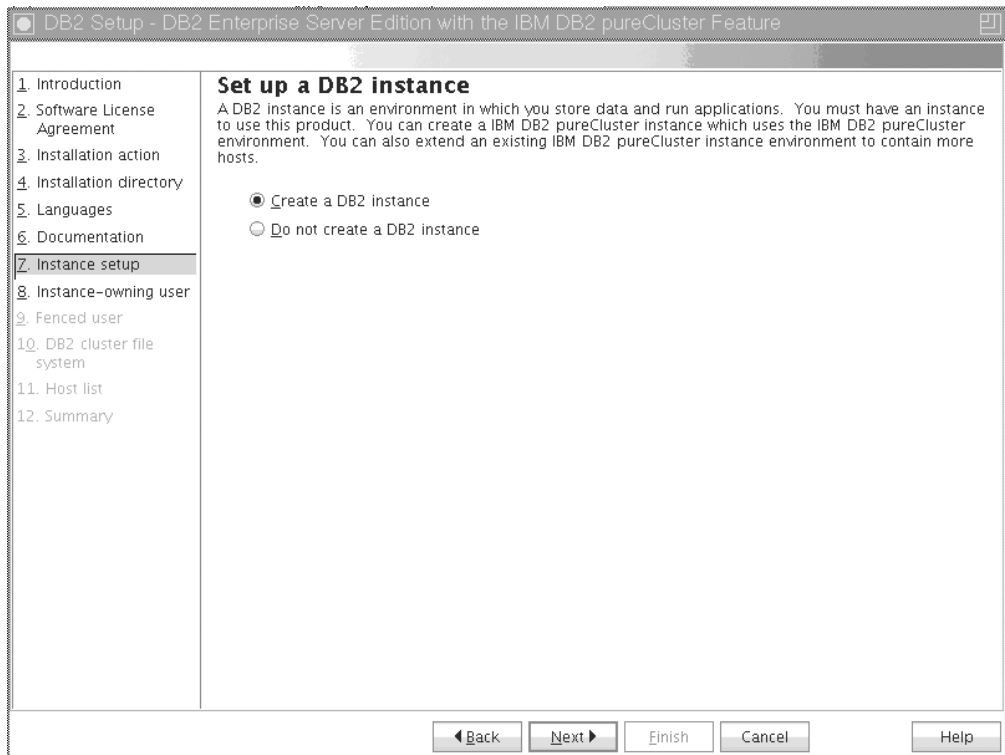 DB2 Setup - DB2 Enterprise Server Edition with the IBM DB2 pureCluster Feature
1. Introduction
2. Software License
Agreement
3. Installation action
4. Installation directory
5. Languages
6. Documentation
7. Instance setup
8. Instance-owning user
9. Fenced user
10. DB2 cluster file
system
11. Host list
12. Summary
Set up a DB2 instance
A DB2 instance is an environment in which you store data and run applications. You must have an instance
to use this product. You can create a IBM DB2 pureCluster instance which uses the IBM DB2 pureCluster
environment. You can also extend an existing IBM DB2 pureCluster instance environment to contain more
hosts.
Create a DB2 instance
Do not create a DB2 instance
Back
Next
Finish
Cancel
Help